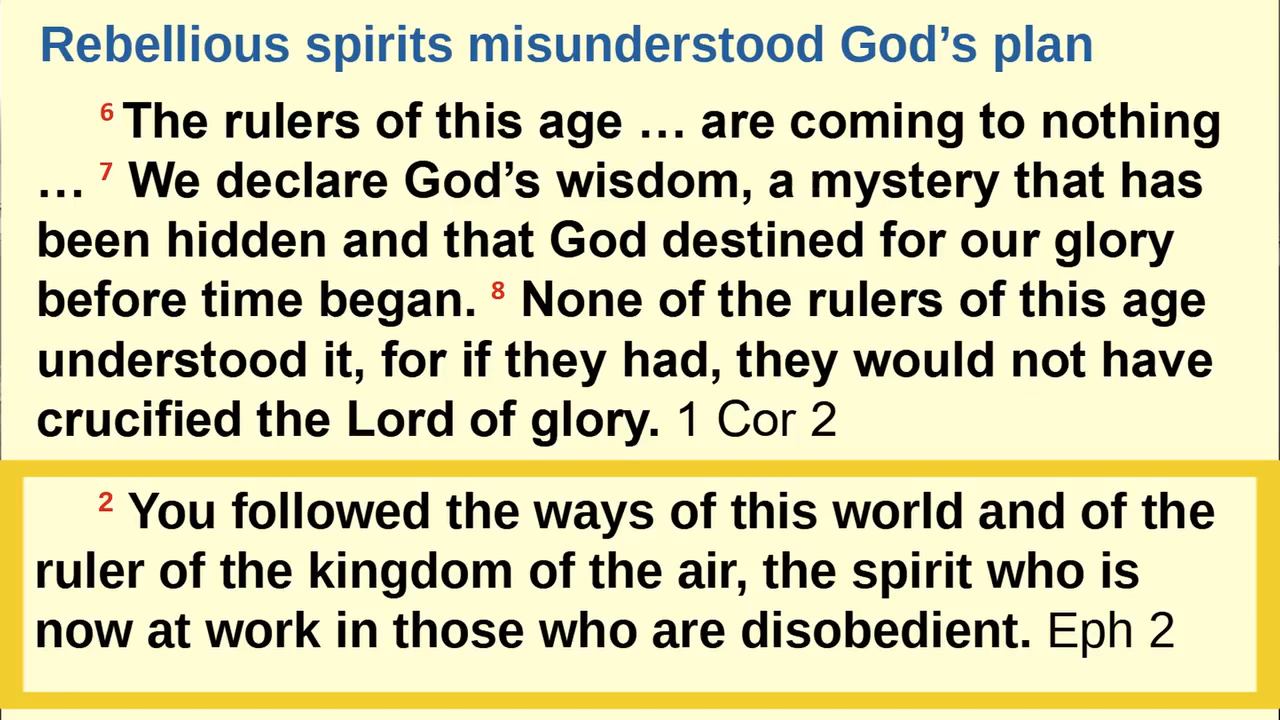 Rebellious spirits misunderstood God’s plan
6 The rulers of this age … are coming to nothing
… 7 We declare God’s wisdom, a mystery that has
been hidden and that God destined for our glory
before time began. 8 None of the rulers of this age
understood it, for if they had, they would not have
crucified the Lord of glory. 1 Cor 2
2 You followed the ways of this world and of the
ruler of the kingdom of the air, the spirit who is
now at work in those who are disobedient. Eph 2